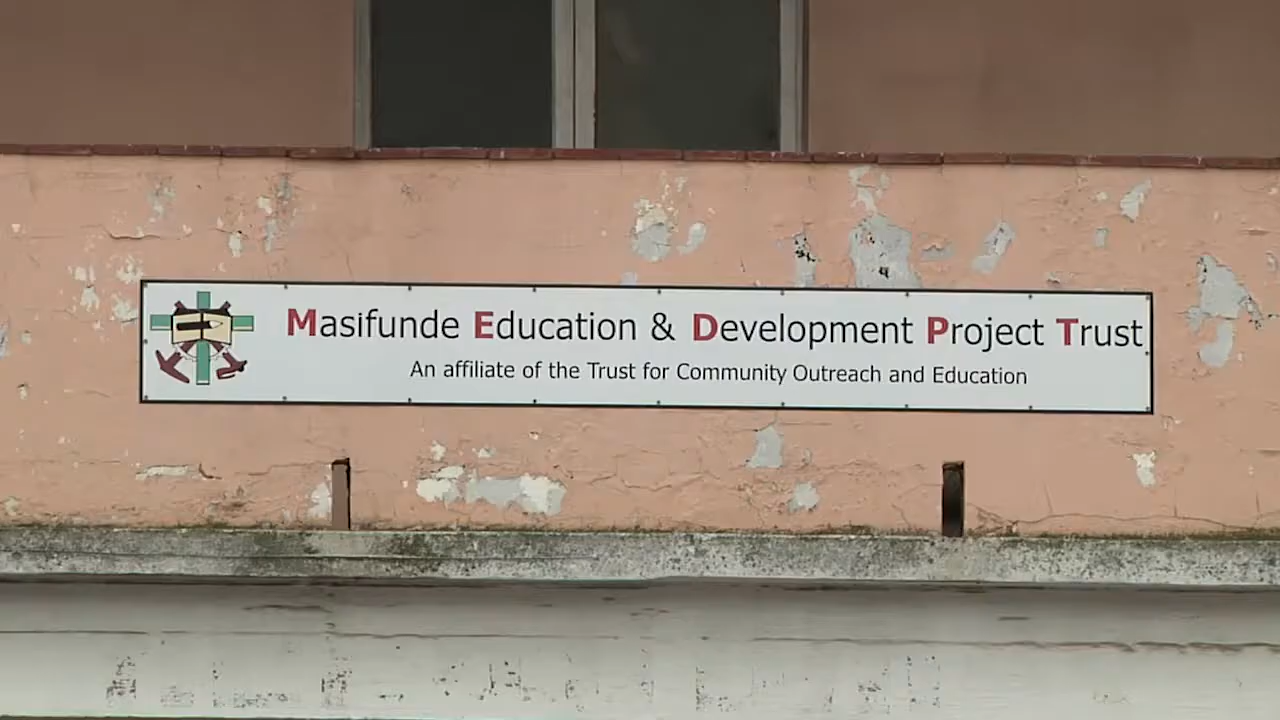 Masifunde Education & Development Project Trust
An affiliate of the Trust for Community Outreach and Education